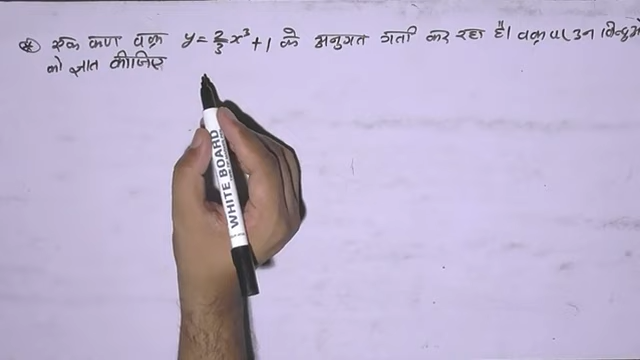 एक कण वक्र y = 2/3 x³ + 1 के अनुगत गति कर रहा है। वक्र पर उन बिन्दुओं
को ज्ञात कीजिए
WHITE BOARD